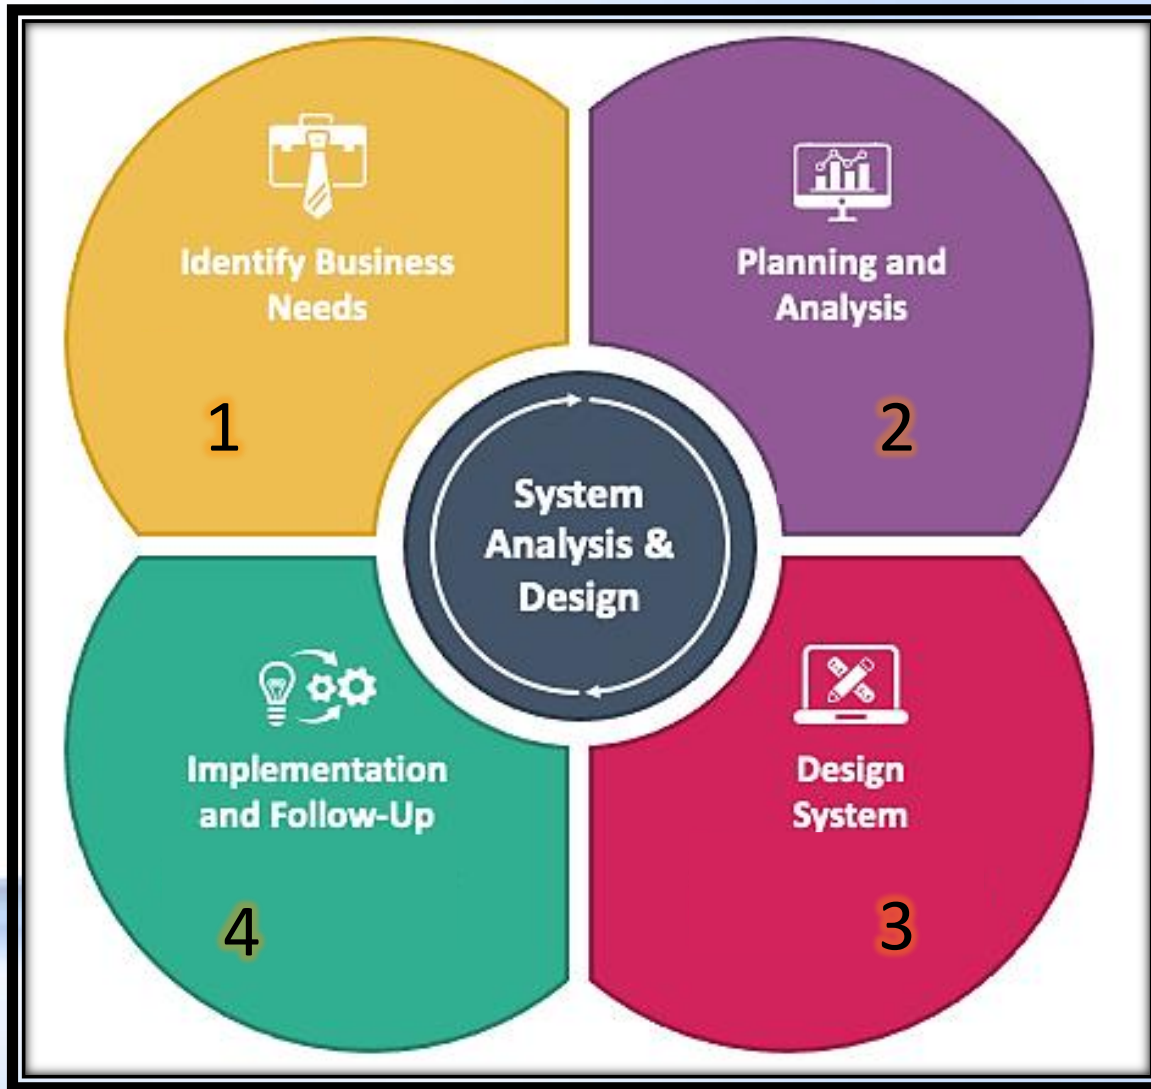 Identify Business
Needs
1
Planning and
Analysis
2
System
Analysis &
Design
Design
System
3
Implementation
and Follow-Up
4